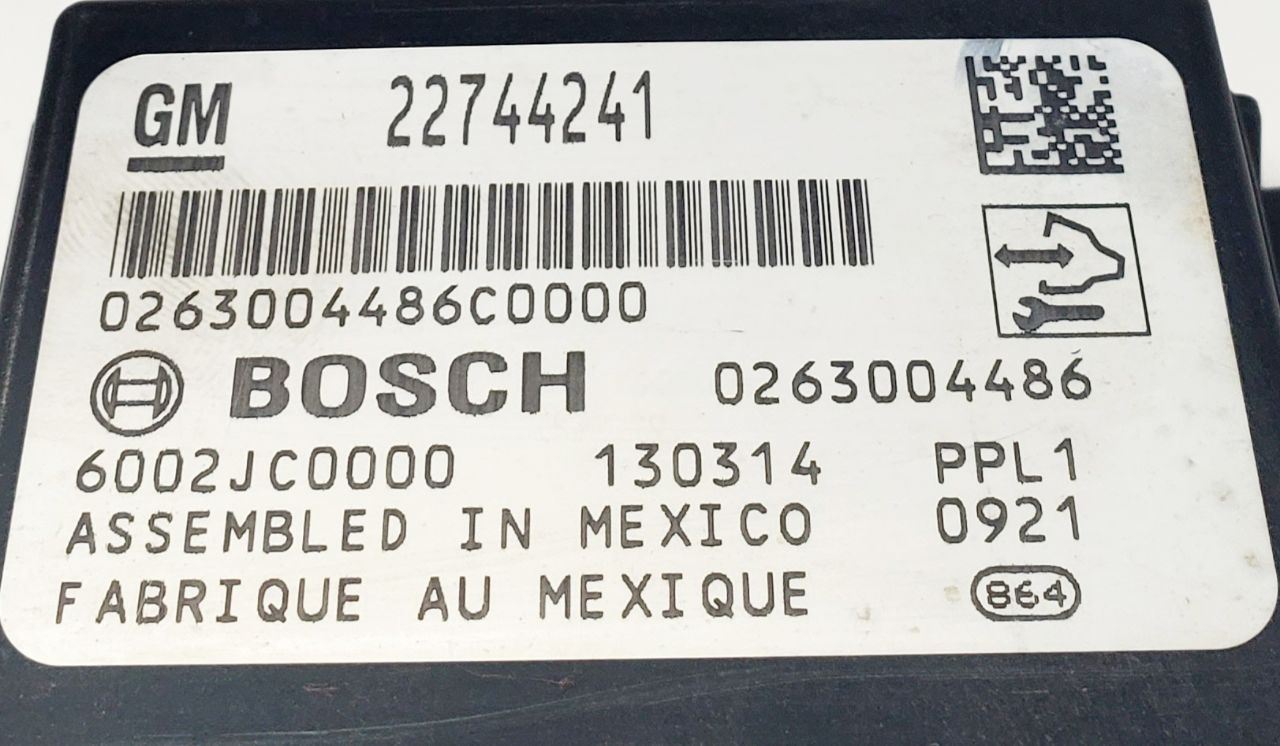 GM 22744241
0263004486C0000
BOSCH 0263004486
6002JC0000 130314 PPL1
ASSEMBLED IN MEXICO 0921
FABRIQUE AU MEXIQUE 864